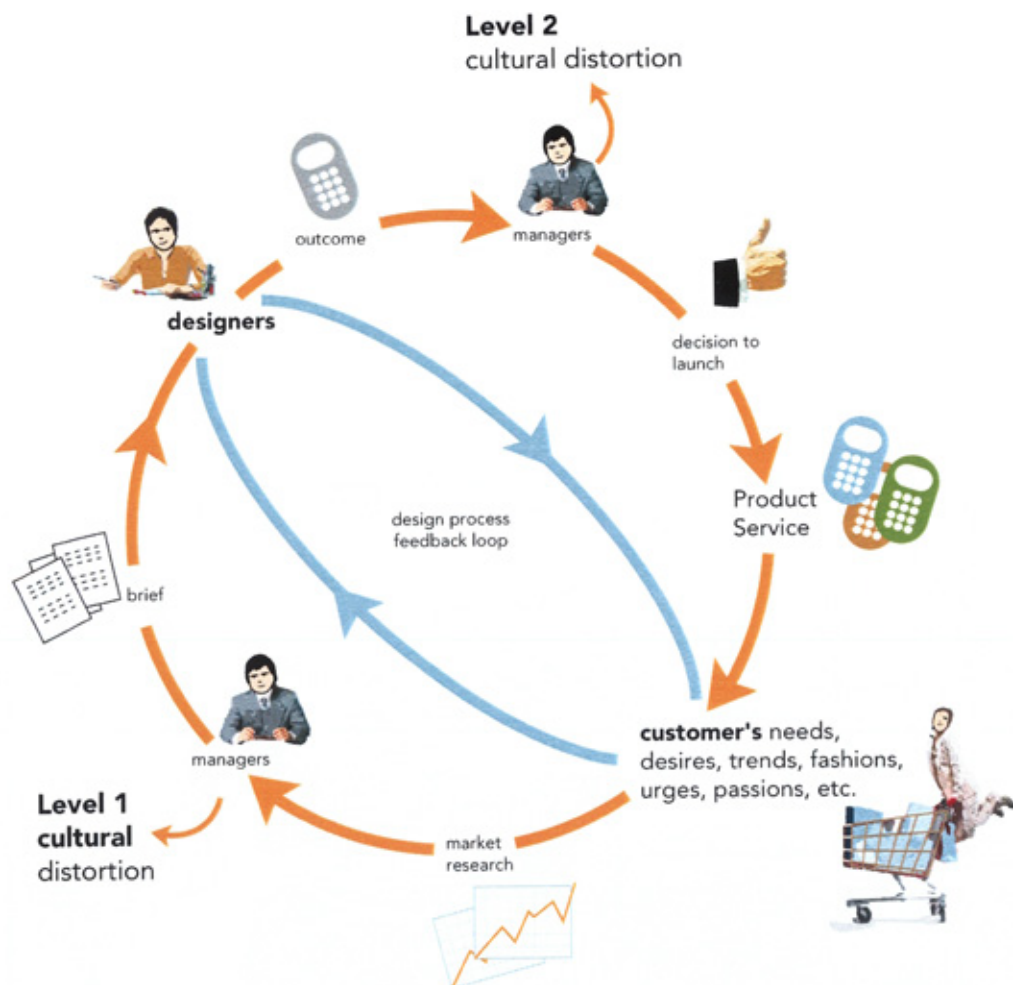 Level 2
cultural distortion
outcome
managers
designers
decision to
launch
Product
Service
design process
feedback loop
brief
customer's needs,
desires, trends, fashions,
urges, passions, etc.
managers
Level 1
cultural
distortion
market
research